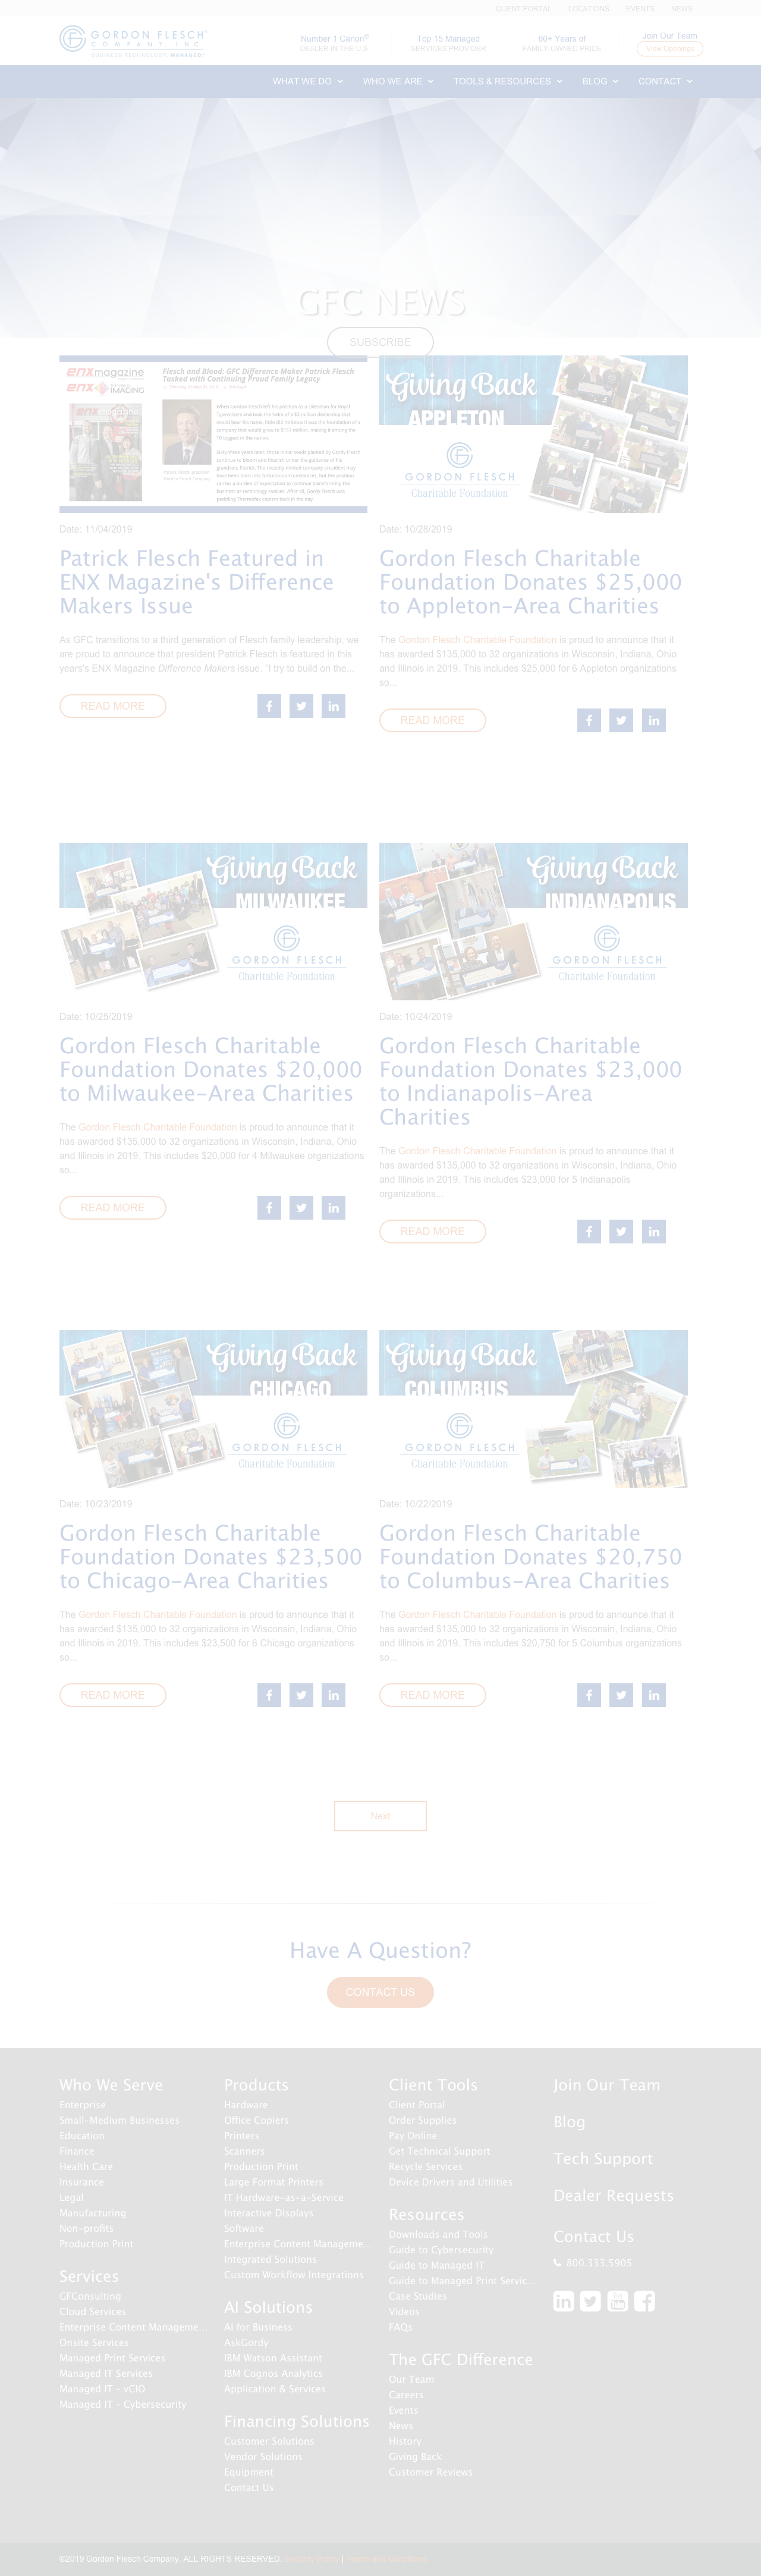 CLIENT PORTAL LOCATIONS EVENTS NEWS
GORDON FLESCH®
COMPANY, INC.
BUSINESS TECHNOLOGY, MANAGED.
Number 1 Canon®
DEALER IN THE U.S
Top 15 Managed
SERVICES PROVIDER
60+ Years of
FAMILY-OWNED PRIDE
Join Our Team
View Openings
WHAT WE DO WHO WE ARE TOOLS & RESOURCES BLOG CONTACT
GFC NEWS
SUBSCRIBE
enxmagazine
enx
IMAGING
enxmagazine
Flesch and Blood: GFC Difference Maker Patrick Flesch
Tasked with Continuing Proud Family Legacy
Giving Back
APPLETON
GORDON FLESCH
Charitable Foundation
Date: 11/04/2019
Patrick Flesch Featured in
ENX Magazine's Difference
Makers Issue
As GFC transitions to a third generation of Flesch family leadership, we
are proud to announce that president Patrick Flesch is featured in this
years's ENX Magazine Difference Makers issue. "I try to build on the...
READ MORE
Date: 10/28/2019
Gordon Flesch Charitable
Foundation Donates $25,000
to Appleton-Area Charities
The Gordon Flesch Charitable Foundation is proud to announce that it
has awarded $135,000 to 32 organizations in Wisconsin, Indiana, Ohio
and Illinois in 2019. This includes $25,000 for 6 Appleton organizations
so...
READ MORE
Giving Back
MILWAUKEE
GORDON FLESCH
Charitable Foundation
Giving Back
INDIANAPOLIS
GORDON FLESCH
Charitable Foundation
Date: 10/25/2019
Gordon Flesch Charitable
Foundation Donates $20,000
to Milwaukee-Area Charities
The Gordon Flesch Charitable Foundation is proud to announce that it
has awarded $135,000 to 32 organizations in Wisconsin, Indiana, Ohio
and Illinois in 2019. This includes $20,000 for 4 Milwaukee organizations
so...
READ MORE
Date: 10/24/2019
Gordon Flesch Charitable
Foundation Donates $23,000
to Indianapolis-Area
Charities
The Gordon Flesch Charitable Foundation is proud to announce that it
has awarded $135,000 to 32 organizations in Wisconsin, Indiana, Ohio
and Illinois in 2019. This includes $23,000 for 5 Indianapolis
organizations...
READ MORE
Giving Back
CHICAGO
GORDON FLESCH
Charitable Foundation
Giving Back
COLUMBUS
GORDON FLESCH
Charitable Foundation
Date: 10/23/2019
Gordon Flesch Charitable
Foundation Donates $23,500
to Chicago-Area Charities
The Gordon Flesch Charitable Foundation is proud to announce that it
has awarded $135,000 to 32 organizations in Wisconsin, Indiana, Ohio
and Illinois in 2019. This includes $23,500 for 6 Chicago organizations
so...
READ MORE
Date: 10/22/2019
Gordon Flesch Charitable
Foundation Donates $20,750
to Columbus-Area Charities
The Gordon Flesch Charitable Foundation is proud to announce that it
has awarded $135,000 to 32 organizations in Wisconsin, Indiana, Ohio
and Illinois in 2019. This includes $20,750 for 5 Columbus organizations
so...
READ MORE
Next
Have A Question?
CONTACT US
Who We Serve
Enterprise
Small-Medium Businesses
Education
Finance
Health Care
Insurance
Legal
Manufacturing
Non-profits
Production Print
Services
GFConsulting
Cloud Services
Enterprise Content Manageme...
Onsite Services
Managed Print Services
Managed IT Services
Managed IT - vCIO
Managed IT - Cybersecurity
Products
Hardware
Office Copiers
Printers
Scanners
Production Print
Large Format Printers
IT Hardware-as-a-Service
Interactive Displays
Software
Enterprise Content Manageme...
Integrated Solutions
Custom Workflow Integrations
AI Solutions
AI for Business
AskGordy
IBM Watson Assistant
IBM Cognos Analytics
Application & Services
Financing Solutions
Customer Solutions
Vendor Solutions
Equipment
Contact Us
Client Tools
Client Portal
Order Supplies
Pay Online
Get Technical Support
Recycle Services
Device Drivers and Utilities
Resources
Downloads and Tools
Guide to Cybersecurity
Guide to Managed IT
Guide to Managed Print Servic...
Case Studies
Videos
FAQs
The GFC Difference
Our Team
Careers
Events
News
History
Giving Back
Customer Reviews
Join Our Team
Blog
Tech Support
Dealer Requests
Contact Us
800.333.5905
©2019 Gordon Flesch Company. ALL RIGHTS RESERVED. |